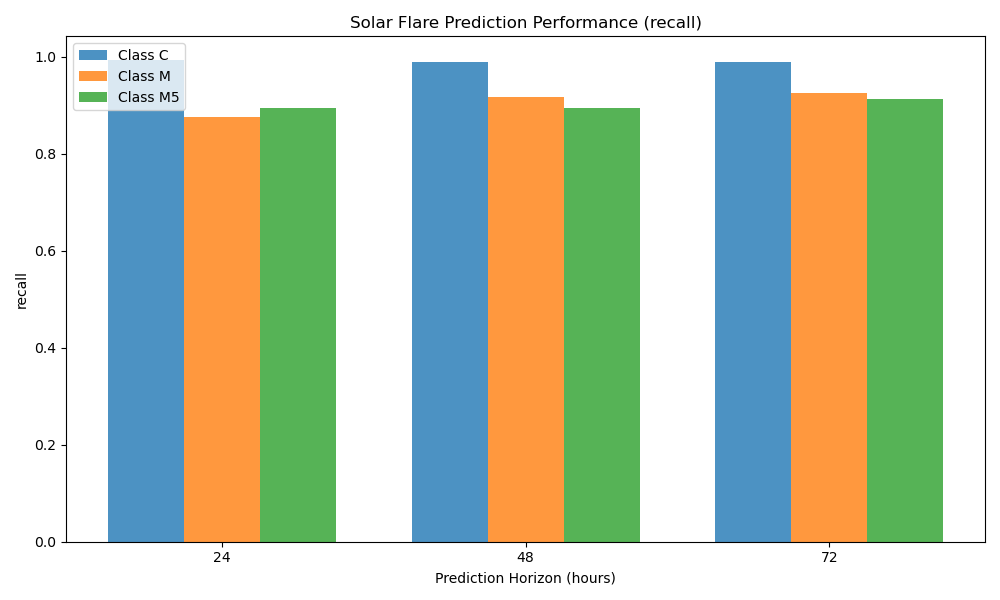 Solar Flare Prediction Performance (recall)
Class C
Class M
Class M5
1.0
0.8
0.6
0.4
0.2
0.0
recall
24
48
72
Prediction Horizon (hours)